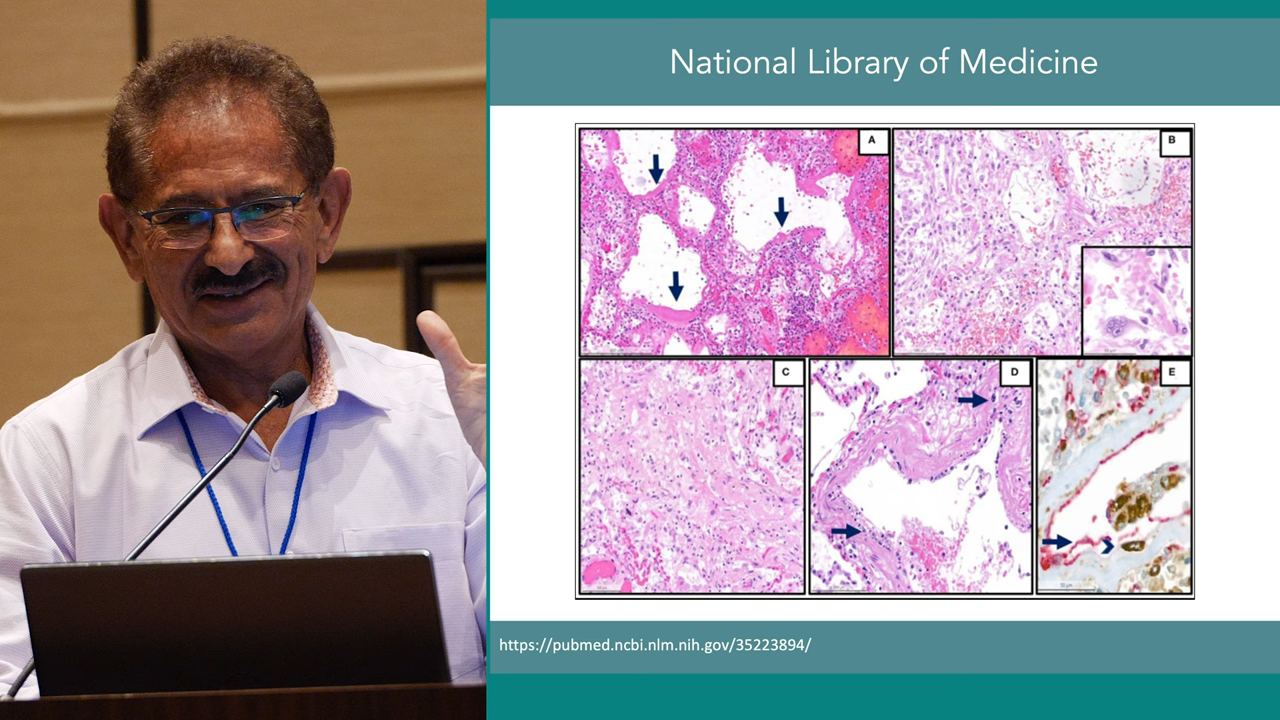 National Library of Medicine
A
B
C
D
E
https://pubmed.ncbi.nlm.nih.gov/35223894/